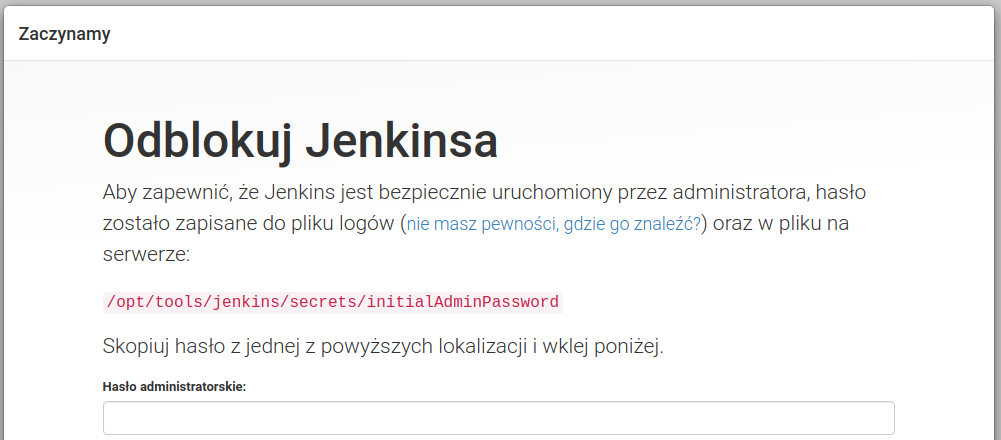 Zaczynamy
Odblokuj Jenkinsa
Aby zapewnić, że Jenkins jest bezpiecznie uruchomiony przez administratora, hasło
zostało zapisane do pliku logów (nie masz pewności, gdzie go znaleźć?) oraz w pliku na
serwerze:
/opt/tools/jenkins/secrets/initialAdminPassword
Skopiuj hasło z jednej z powyższych lokalizacji i wklej poniżej.
Hasło administratorskie: